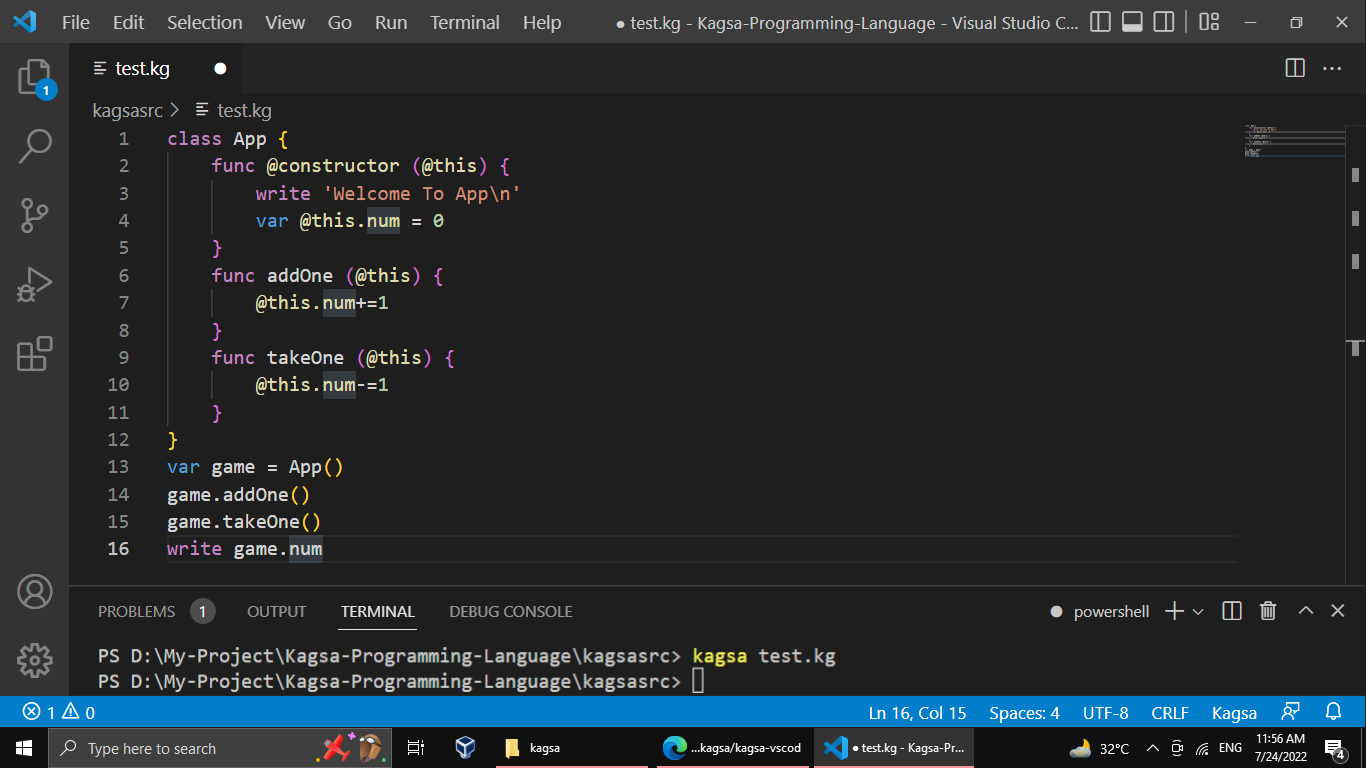 File Edit Selection View Go Run Terminal Help ● test.kg - Kagsa-Programming-Language - Visual Studio C...
test.kg
1
kagsasrc > test.kg
1 class App {
2 func @constructor (@this) {
3 write 'Welcome To App\n'
4 var @this.num = 0
5 }
6 func addOne (@this) {
7 @this.num+=1
8 }
9 func takeOne (@this) {
10 @this.num-=1
11 }
12 }
13 var game = App()
14 game.addOne()
15 game.takeOne()
16 write game.num
PROBLEMS 1 OUTPUT TERMINAL DEBUG CONSOLE powershell
PS D:\My-Project\Kagsa-Programming-Language\kagsasrc> kagsa test.kg
PS D:\My-Project\Kagsa-Programming-Language\kagsasrc>
1 0 Ln 16, Col 15 Spaces: 4 UTF-8 CRLF Kagsa
Type here to search kagsa ...kagsa/kagsa-vscod ● test.kg - Kagsa-Pr... 32°C ENG 11:56 AM
7/24/2022 4